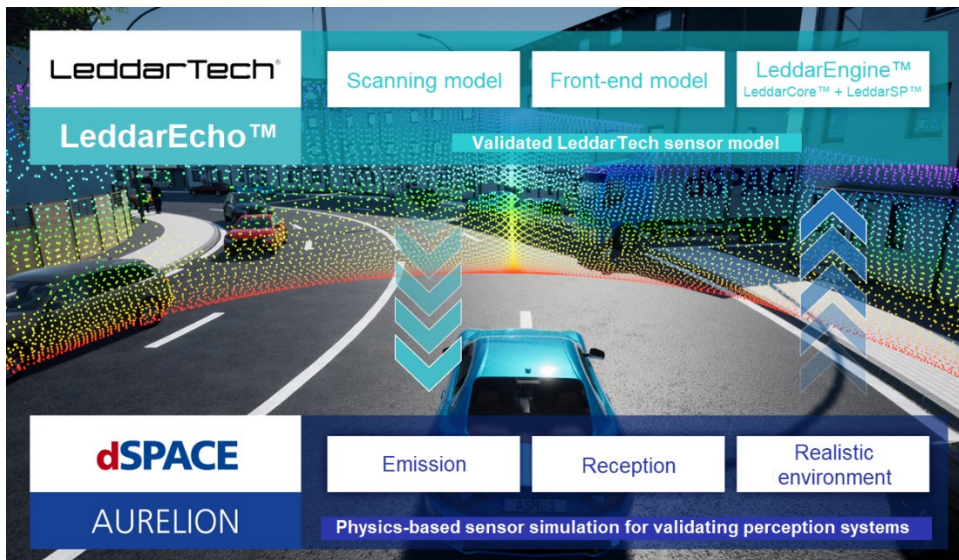 LeddarTech®
LeddarEcho™
Scanning model
Front-end model
LeddarEngine™
LeddarCore™ + LeddarSP™
Validated LeddarTech sensor model
dSPACE
dSPACE
AURELION
Emission
Reception
Realistic
environment
Physics-based sensor simulation for validating perception systems